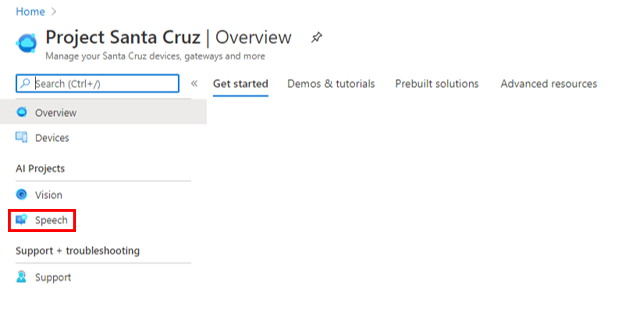 Home >
Project Santa Cruz | Overview
Manage your Santa Cruz devices, gateways and more
Search (Ctrl+/) «
Get started Demos & tutorials Prebuilt solutions Advanced resources
Overview
Devices
AI Projects
Vision
Speech
Support + troubleshooting
Support